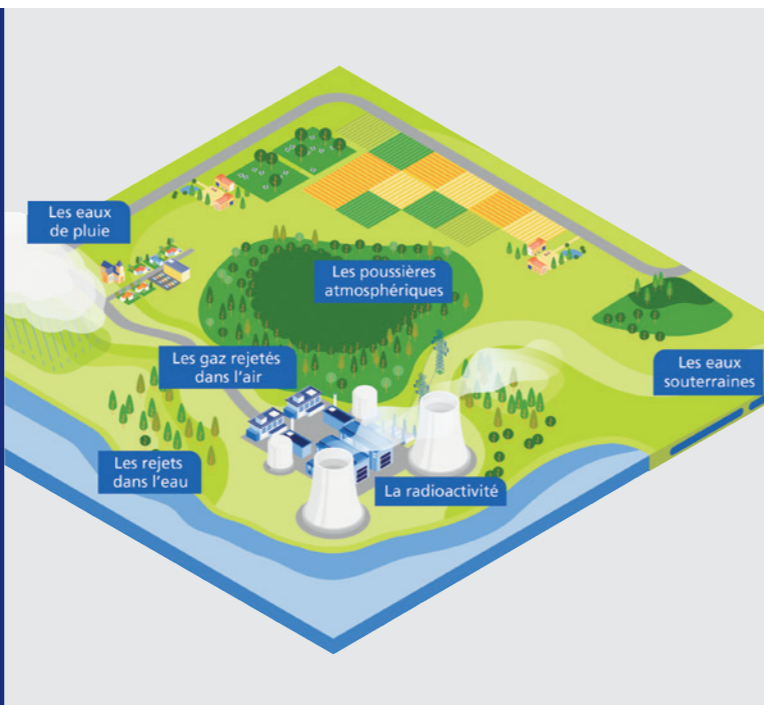 Les eaux
de pluie
Les poussières
atmosphériques
Les gaz rejetés
dans l'air
Les eaux
souterraines
Les rejets
dans l'eau
La radioactivité